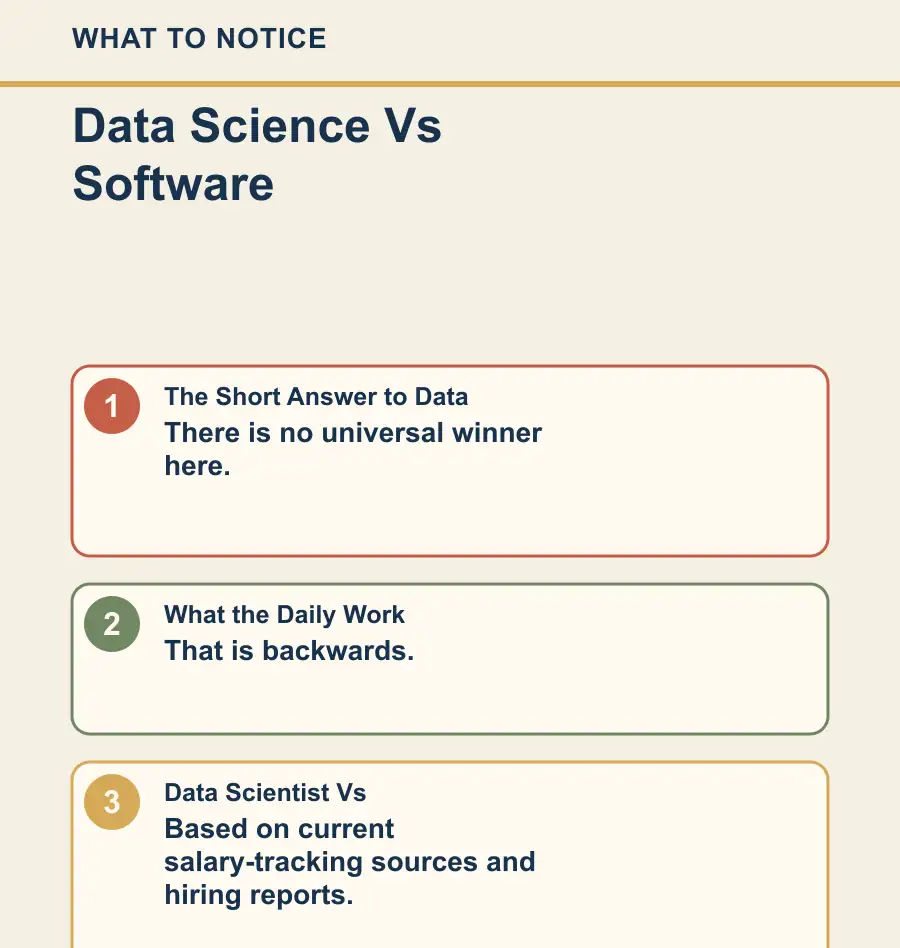 WHAT TO NOTICE
Data Science Vs
Software
1
The Short Answer to Data
There is no universal winner
here.
2
What the Daily Work
That is backwards.
3
Data Scientist Vs
Based on current
salary-tracking sources and
hiring reports.